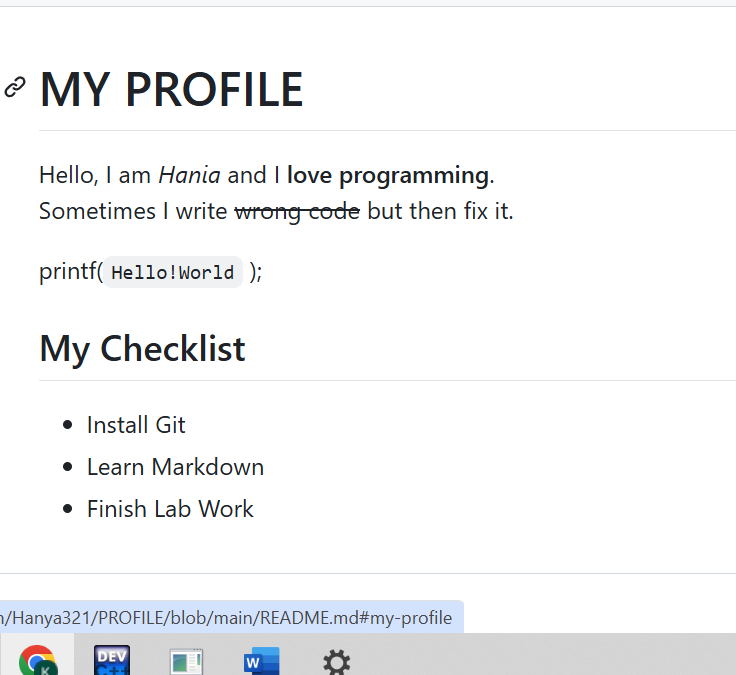 MY PROFILE
Hello, I am Hania and I love programming.
Sometimes I write wrong code but then fix it.
printf( Hello!World );
My Checklist
Install Git
Learn Markdown
Finish Lab Work
/Hanya321/PROFILE/blob/main/README.md#my-profile
K
DEV
C++
W